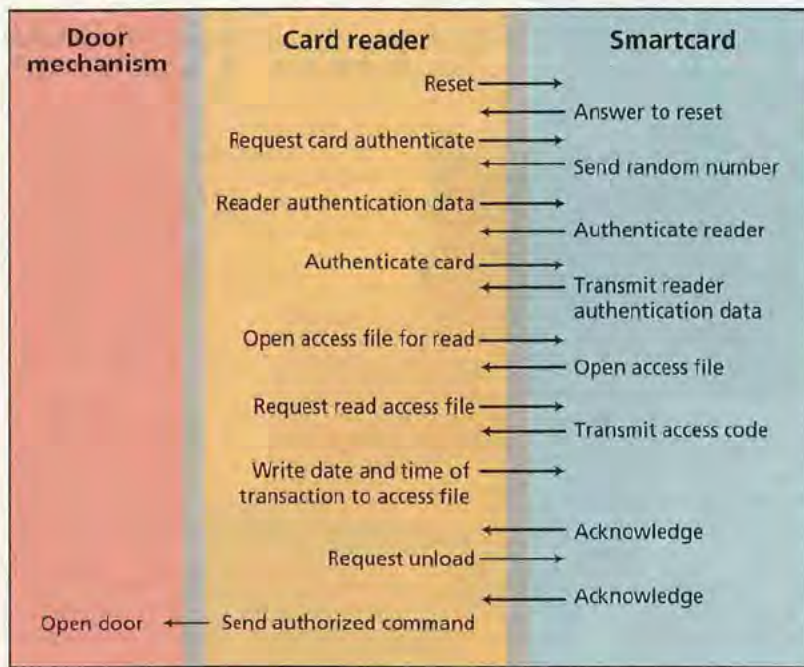 Door
mechanism
Card reader
Smartcard
Reset
Answer to reset
Request card authenticate
Send random number
Reader authentication data
Authenticate reader
Authenticate card
Transmit reader
authentication data
Open access file for read
Open access file
Request read access file
Transmit access code
Write date and time of
transaction to access file
Acknowledge
Request unload
Acknowledge
Open door
Send authorized command